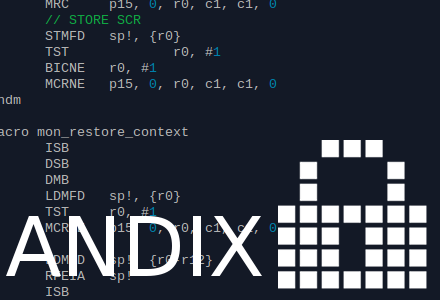 MRC p15, 0, r0, c1, c1, 0
// STORE SCR
STMFD sp!, {r0}
TST r0, #1
BICNE r0, #1
MCRNE p15, 0, r0, c1, c1, 0
ndm
acro mon_restore_context
ISB
DSB
DMB
LDMFD sp!, {r0}
TST r0, #1
MCR p15, 0, r0, c1, c1, 0
sp! {r0-r12}
RFEIA sp!
ISB
ANDIX